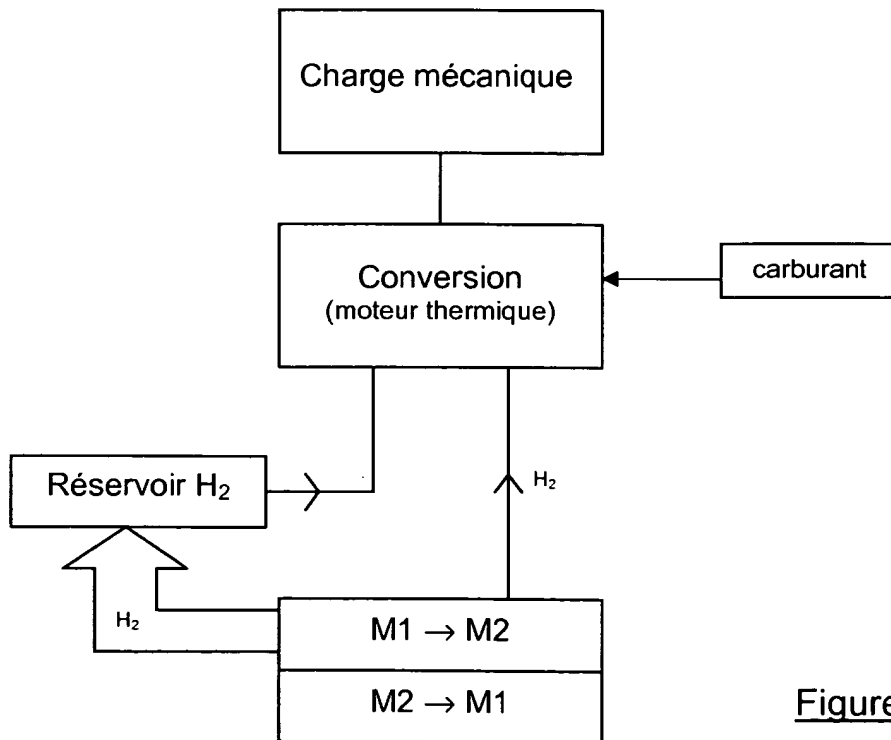 Charge mécanique
Conversion
(moteur thermique)
carburant
Réservoir H₂
H₂
H₂
M1 → M2
M2 → M1
Figure